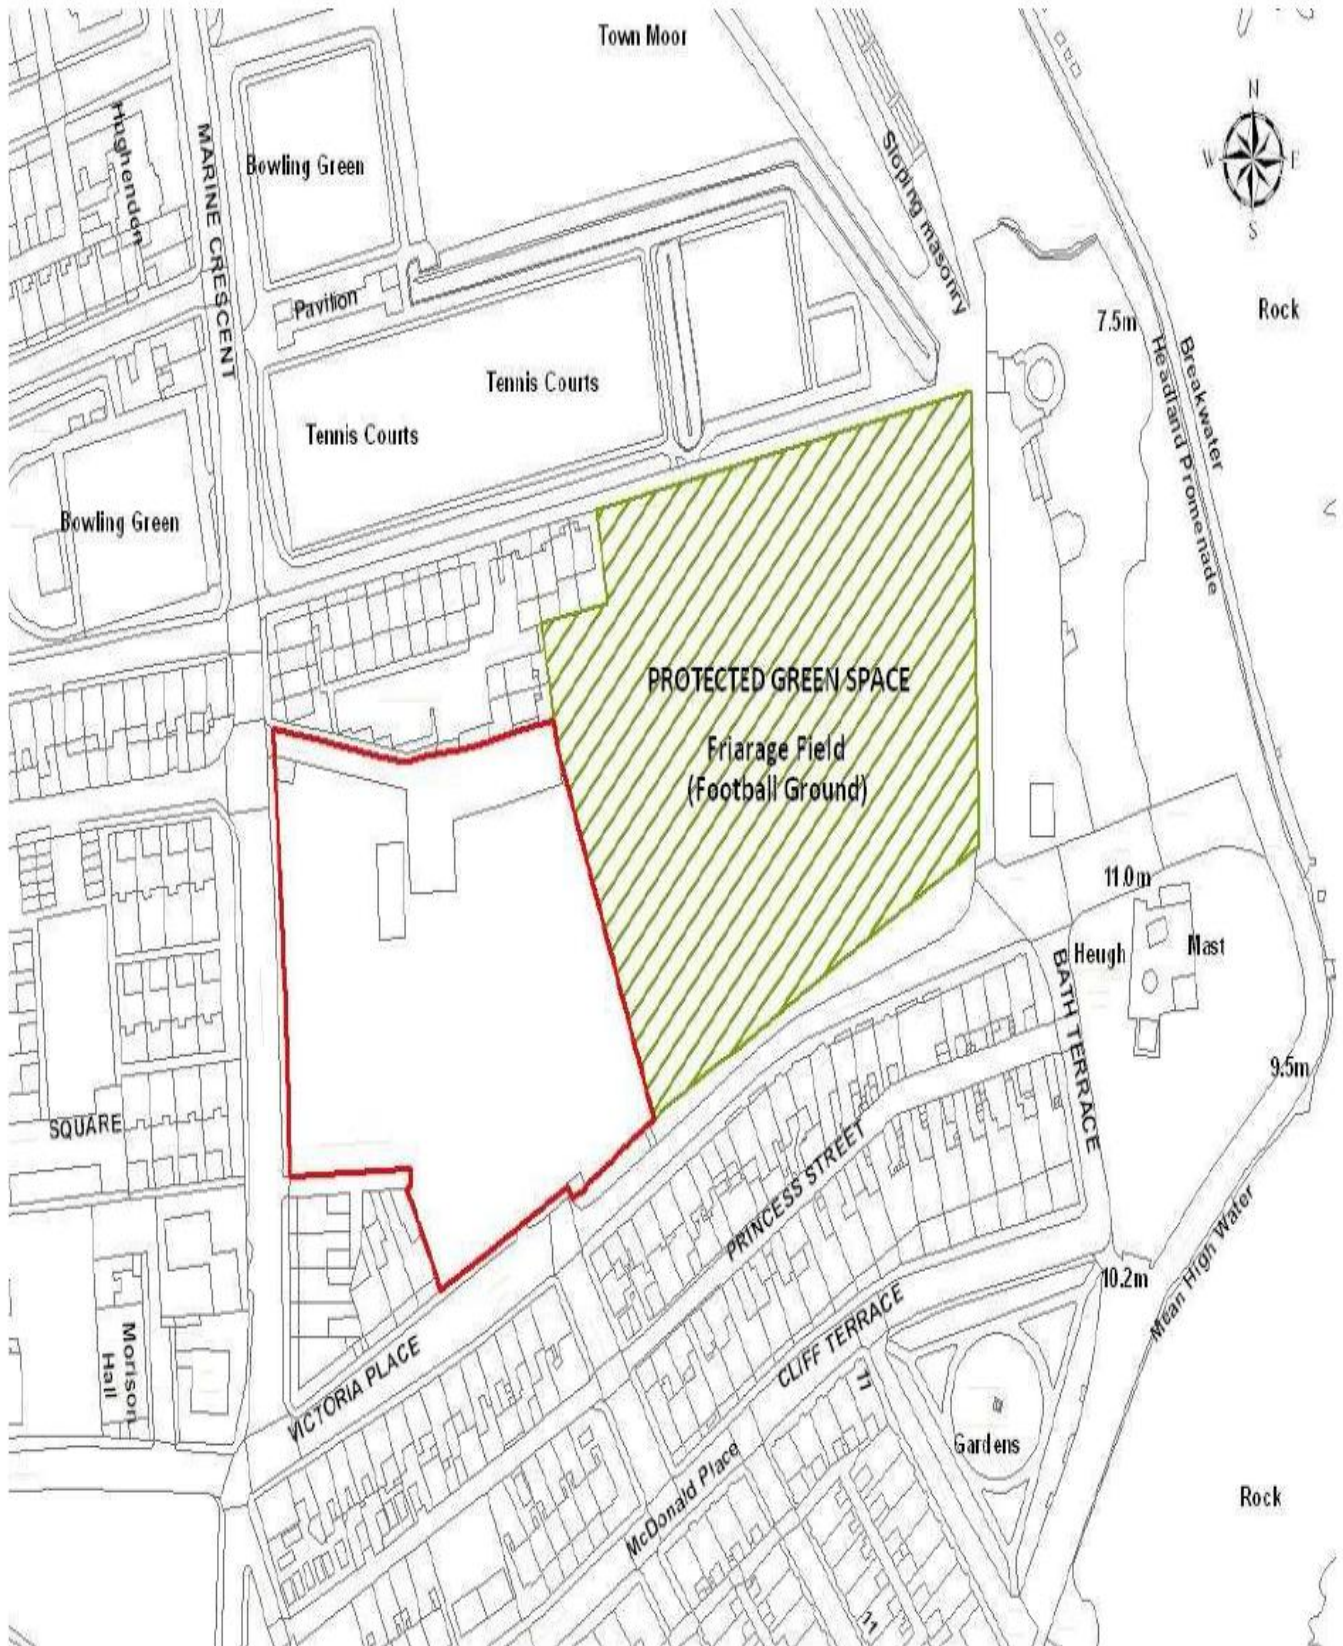 Town Moor
N
W
E
S
Hughendon
MARINE CRESCENT
Bowling Green
Sloping masonry
Pavilion
Rock
7.5m
Breakwater
Headland Promenade
Tennis Courts
Tennis Courts
Bowling Green
PROTECTED GREEN SPACE
Friarage Field
(Football Ground)
11.0m
Heugh
Mast
BATH TERRACE
9.5m
SQUARE
PRINCESS STREET
Mean High Water
10.2m
CLIFF TERRACE
Morison
Hall
VICTORIA PLACE
11
Gardens
McDonald Place
Rock
11